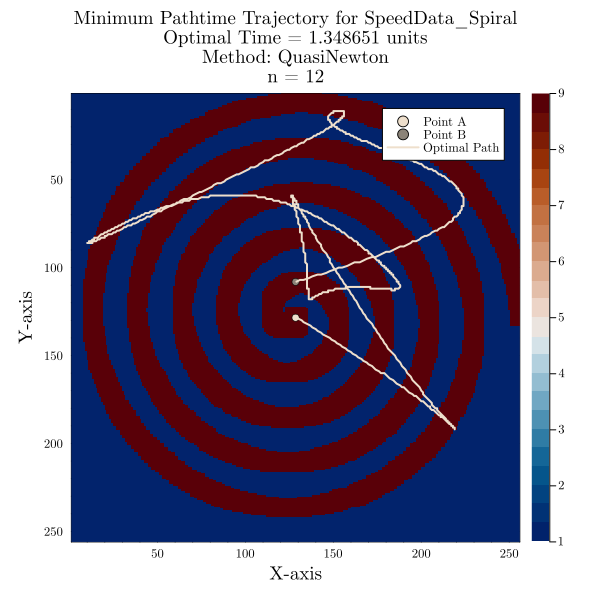 Minimum Pathtime Trajectory for SpeedData_Spiral
Optimal Time = 1.348651 units
Method: QuasiNewton
n = 12
Point A
Point B
Optimal Path
50
100
150
200
250
Y-axis
50
100
150
200
250
X-axis
9
8
7
6
5
4
3
2
1